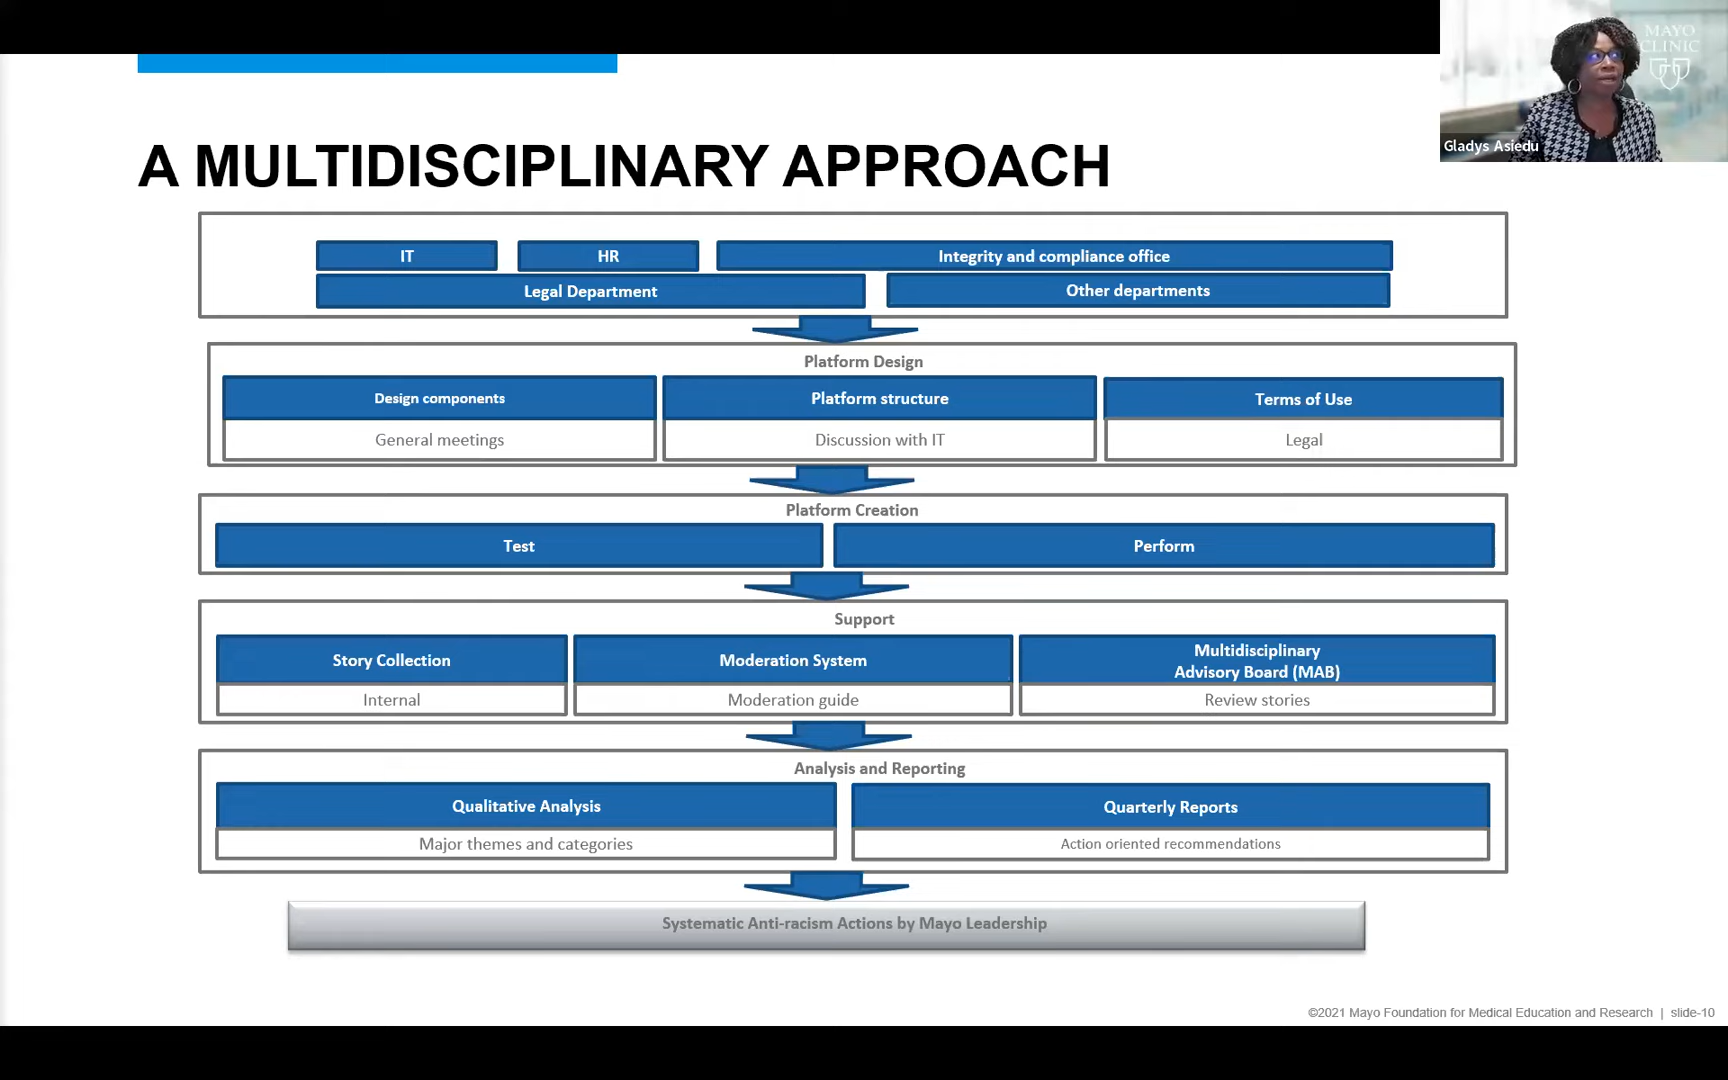 MAYO
CLINIC
Gladys Asiedu
A MULTIDISCIPLINARY APPROACH
IT
HR
Integrity and compliance office
Legal Department
Other departments
Platform Design
Design components
Platform structure
Terms of Use
General meetings
Discussion with IT
Legal
Platform Creation
Test
Perform
Support
Story Collection
Moderation System
Multidisciplinary
Advisory Board (MAB)
Internal
Moderation guide
Review stories
Analysis and Reporting
Qualitative Analysis
Quarterly Reports
Major themes and categories
Action oriented recommendations
Systematic Anti-racism Actions by Mayo Leadership
©2021 Mayo Foundation for Medical Education and Research | slide-10